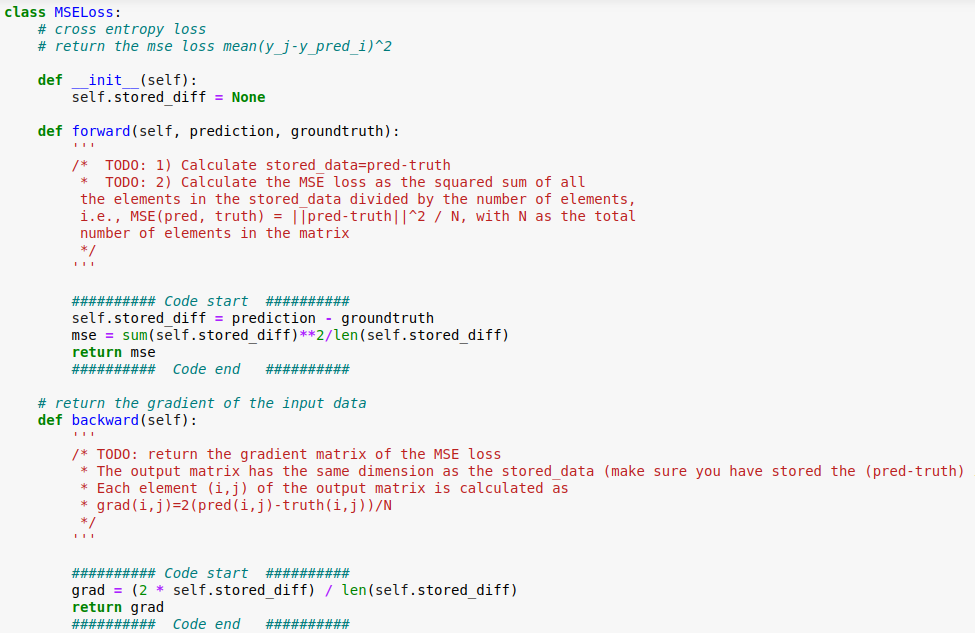 class MSELoss:
    # cross entropy loss
    # return the mse loss mean(y_j-y_pred_i)^2

    def __init__(self):
        self.stored_diff = None

    def forward(self, prediction, groundtruth):
        '''
        /*  TODO: 1) Calculate stored_data=pred-truth
         *  TODO: 2) Calculate the MSE loss as the squared sum of all
         the elements in the stored_data divided by the number of elements,
         i.e., MSE(pred, truth) = ||pred-truth||^2 / N, with N as the total
         number of elements in the matrix
         */
        '''

        ########## Code start  ##########
        self.stored_diff = prediction - groundtruth
        mse = sum(self.stored_diff)**2/len(self.stored_diff)
        return mse
        ##########  Code end   ##########

    # return the gradient of the input data
    def backward(self):
        '''
        /* TODO: return the gradient matrix of the MSE loss
         * The output matrix has the same dimension as the stored_data (make sure you have stored the (pred-truth)
         * Each element (i,j) of the output matrix is calculated as
         * grad(i,j)=2(pred(i,j)-truth(i,j))/N
         */
        '''

        ########## Code start  ##########
        grad = (2 * self.stored_diff) / len(self.stored_diff)
        return grad
        ##########  Code end   ##########